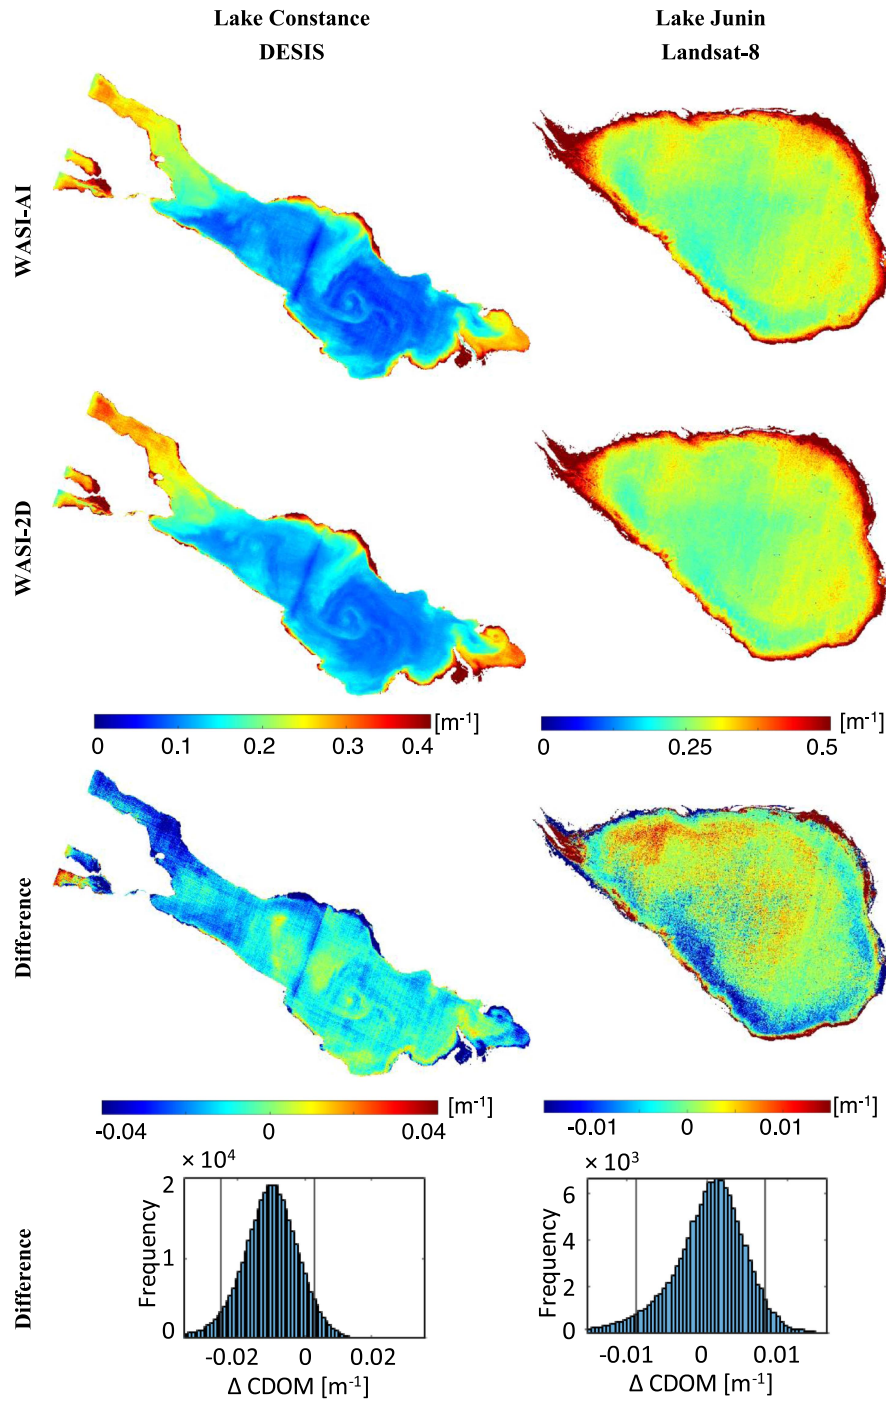 Lake Constance
DESIS
Lake Junin
Landsat-8
WASI-AI
WASI-2D
0 0.1 0.2 0.3 0.4 [m⁻¹]
0 0.25 0.5 [m⁻¹]
Difference
-0.04 0 0.04 [m⁻¹]
-0.01 0 0.01 [m⁻¹]
Difference
× 10⁴
2
1
0
Frequency
-0.02 0 0.02
Δ CDOM [m⁻¹]
× 10³
6
4
2
0
Frequency
-0.01 0 0.01
Δ CDOM [m⁻¹]